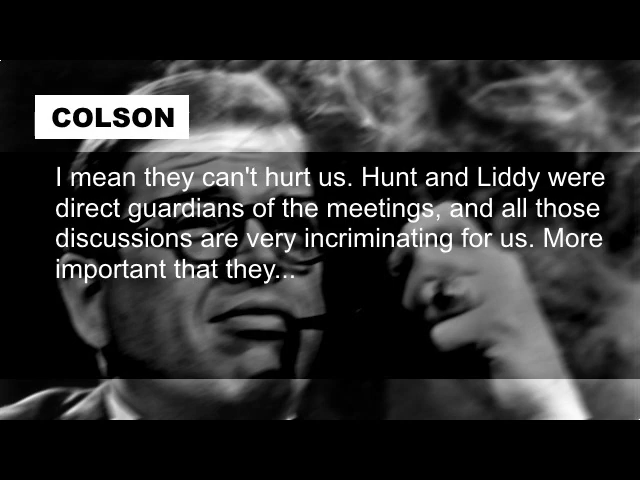 COLSON
I mean they can't hurt us. Hunt and Liddy were
direct guardians of the meetings, and all those
discussions are very incriminating for us. More
important that they...